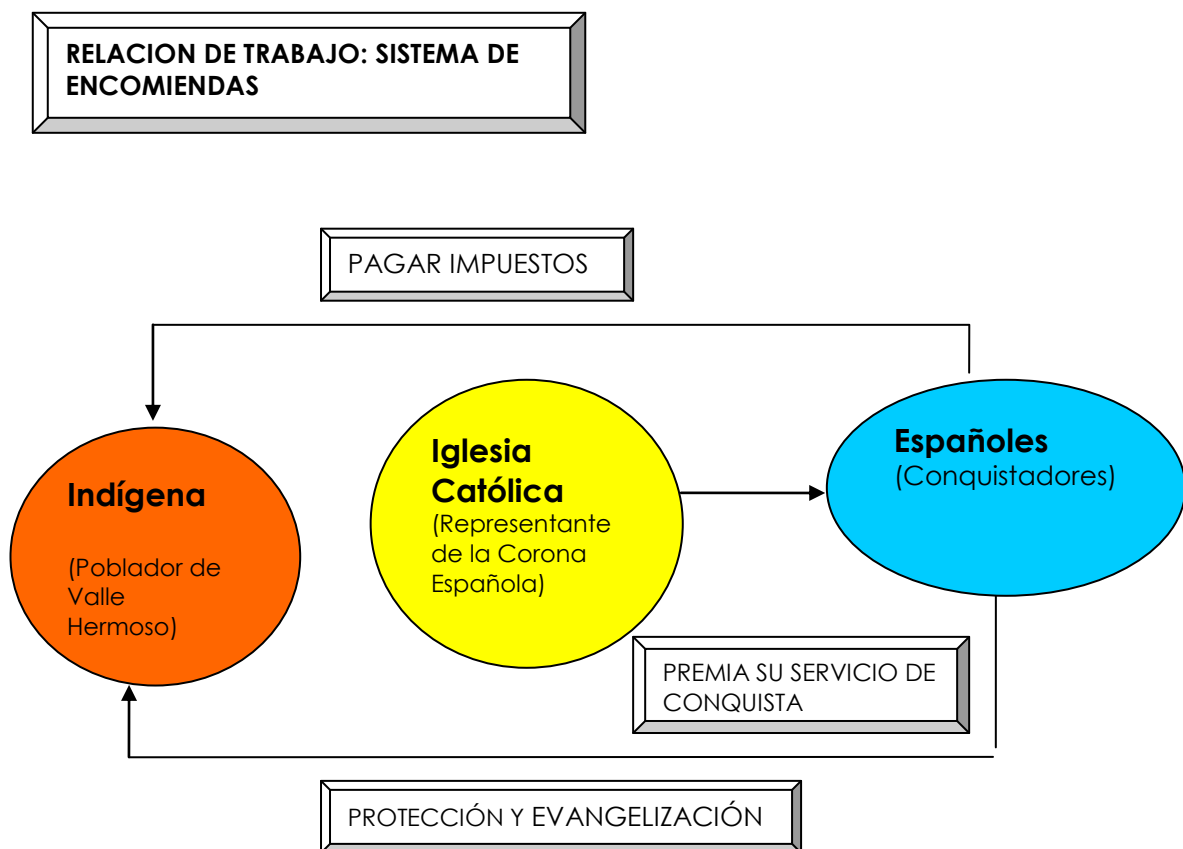 RELACION DE TRABAJO: SISTEMA DE
ENCOMIENDAS
PAGAR IMPUESTOS
Indígena
(Poblador de
Valle
Hermoso)
Iglesia
Católica
(Representante
de la Corona
Española)
Españoles
(Conquistadores)
PREMIA SU SERVICIO DE
CONQUISTA
PROTECCIÓN Y EVANGELIZACIÓN